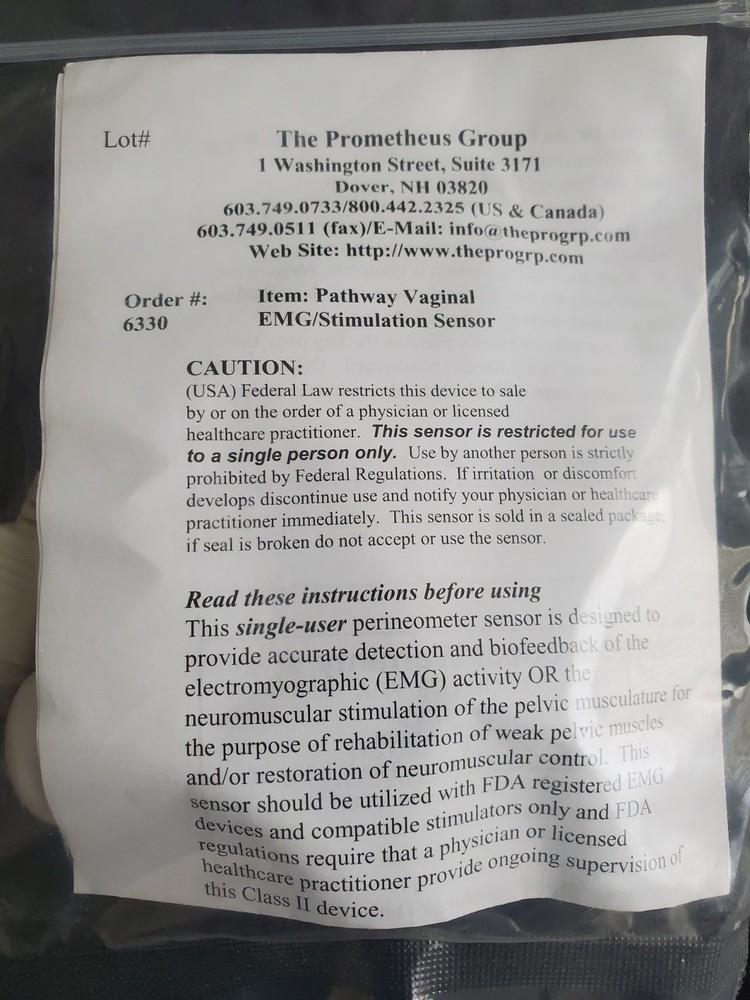 Lot#
The Prometheus Group
1 Washington Street, Suite 3171
Dover, NH 03820
603.749.0733/800.442.2325 (US & Canada)
603.749.0511 (fax)/E-Mail: info@theprogrp.com
Web Site: http://www.theprogrp.com
Order #:
6330
Item: Pathway Vaginal
EMG/Stimulation Sensor
CAUTION:
(USA) Federal Law restricts this device to sale
by or on the order of a physician or licensed
healthcare practitioner. This sensor is restricted for use
to a single person only. Use by another person is strictly
prohibited by Federal Regulations. If irritation or discomfort
develops discontinue use and notify your physician or healthcare
practitioner immediately. This sensor is sold in a sealed package;
if seal is broken do not accept or use the sensor.
Read these instructions before using
This single-user perineometer sensor is designed to
provide accurate detection and biofeedback of the
electromyographic (EMG) activity OR the
neuromuscular stimulation of the pelvic musculature for
the purpose of rehabilitation of weak pelvic muscles
and/or restoration of neuromuscular control. This
sensor should be utilized with FDA registered EMG
devices and compatible stimulators only and FDA
regulations require that a physician or licensed
healthcare practitioner provide ongoing supervision of
this Class II device.